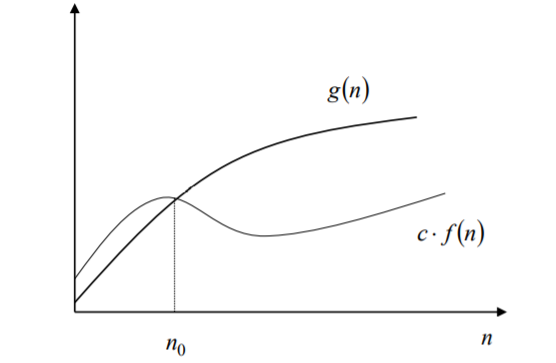 g(n)
c · f(n)
n₀
n